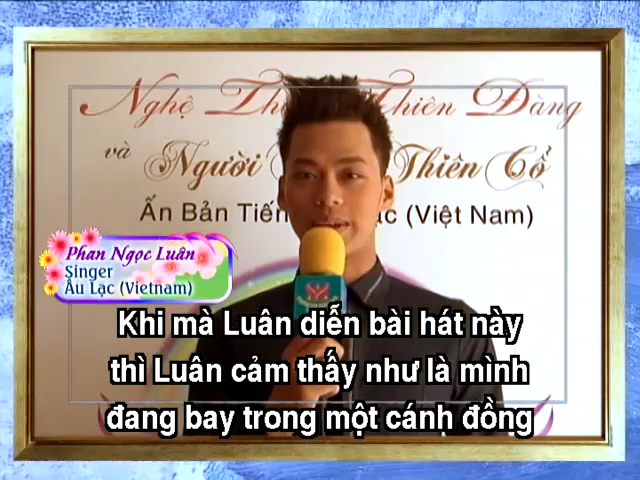 Nghệ Th Thiên Đàng
và Người Thiên Cổ
Ấn Bản Tiến ạc (Việt Nam)
Phan Ngọc Luân
Singer
Âu Lạc (Vietnam)
Khi mà Luân diễn bài hát này
thì Luân cảm thấy như là mình
đang bay trong một cánh đồng